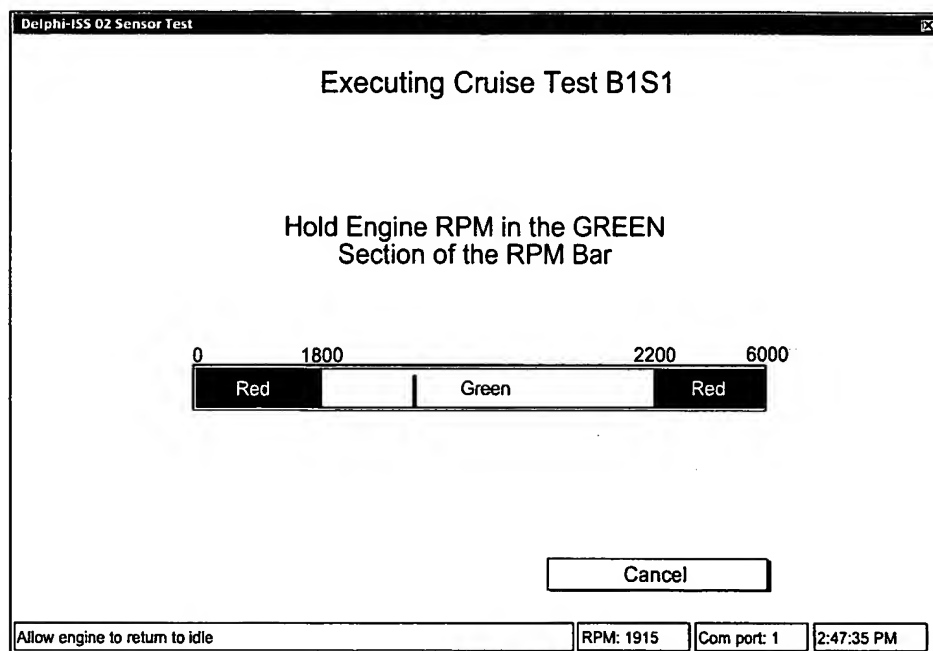 Delphi-ISS 02 Sensor Test
Executing Cruise Test B1S1
Hold Engine RPM in the GREEN
Section of the RPM Bar
0 1800 2200 6000
Red Green Red
Cancel
Allow engine to return to idle RPM: 1915 Com port: 1 2:47:35 PM